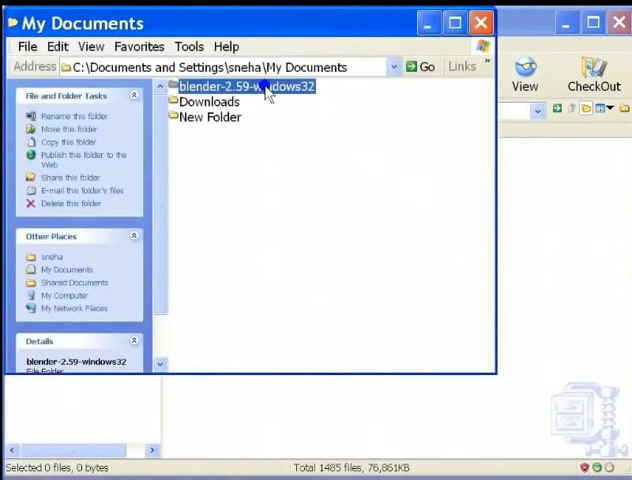 My Documents
File Edit View Favorites Tools Help
Address C:\Documents and Settings\sneha\My Documents Go Links »
View CheckOut
File and Folder Tasks
Rename this folder
Move this folder
Copy this folder
Publish this folder to the
Web
Share this folder
E-mail this folder's files
Delete this folder
Other Places
sneha
My Documents
Shared Documents
My Computer
My Network Places
Details
blender-2.59-windows32
File Folder
blender-2.59-windows32
Downloads
New Folder
Selected 0 files, 0 bytes
Total 1485 files, 76,861KB